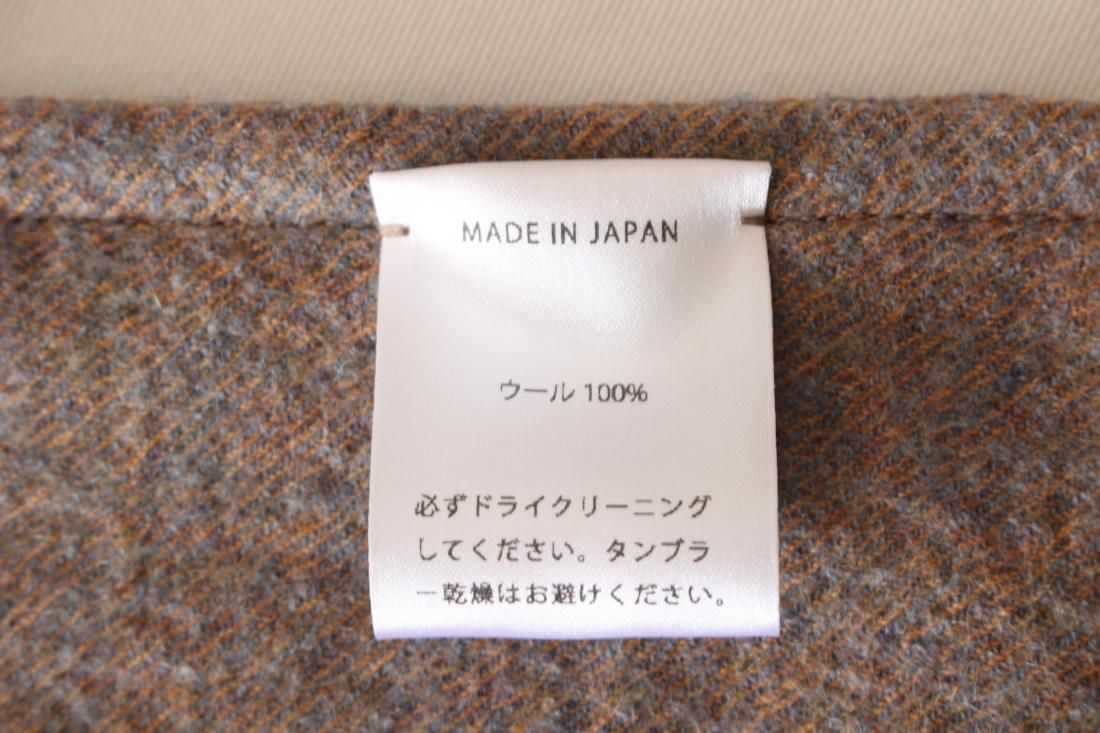 MADE IN JAPAN
ウール 100%
必ずドライクリーニング
してください。タンブラ
ー乾燥はお避けください。